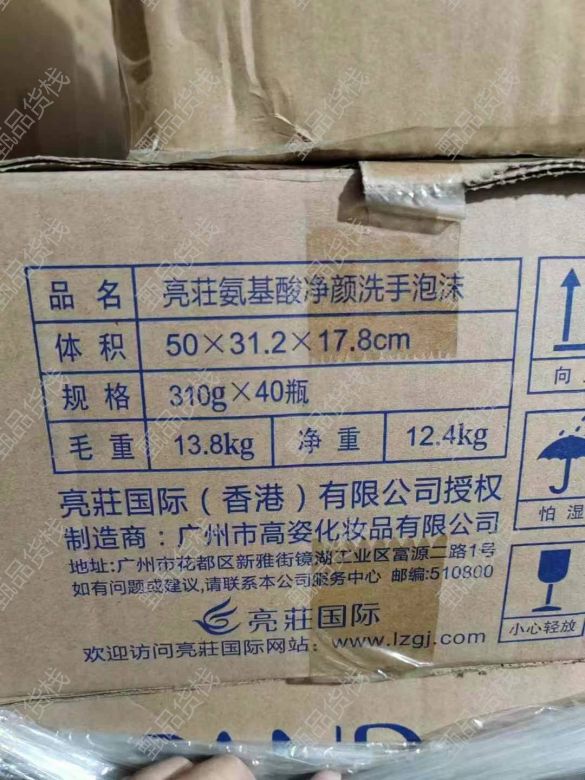 品名 亮莊氨基酸净颜洗手泡沫
体积 50×31.2×17.8cm
规格 310g×40瓶
毛重 13.8kg 净重 12.4kg
亮莊国际（香港）有限公司授权
制造商：广州市高姿化妆品有限公司
地址:广州市花都区新雅街镜湖工业区富源二路1号
如有问题或建议,请联系本公司服务中心 邮编:510800
亮莊国际
欢迎访问亮莊国际网站：www.lzgj.com
向
怕湿
小心轻放
甄品货栈